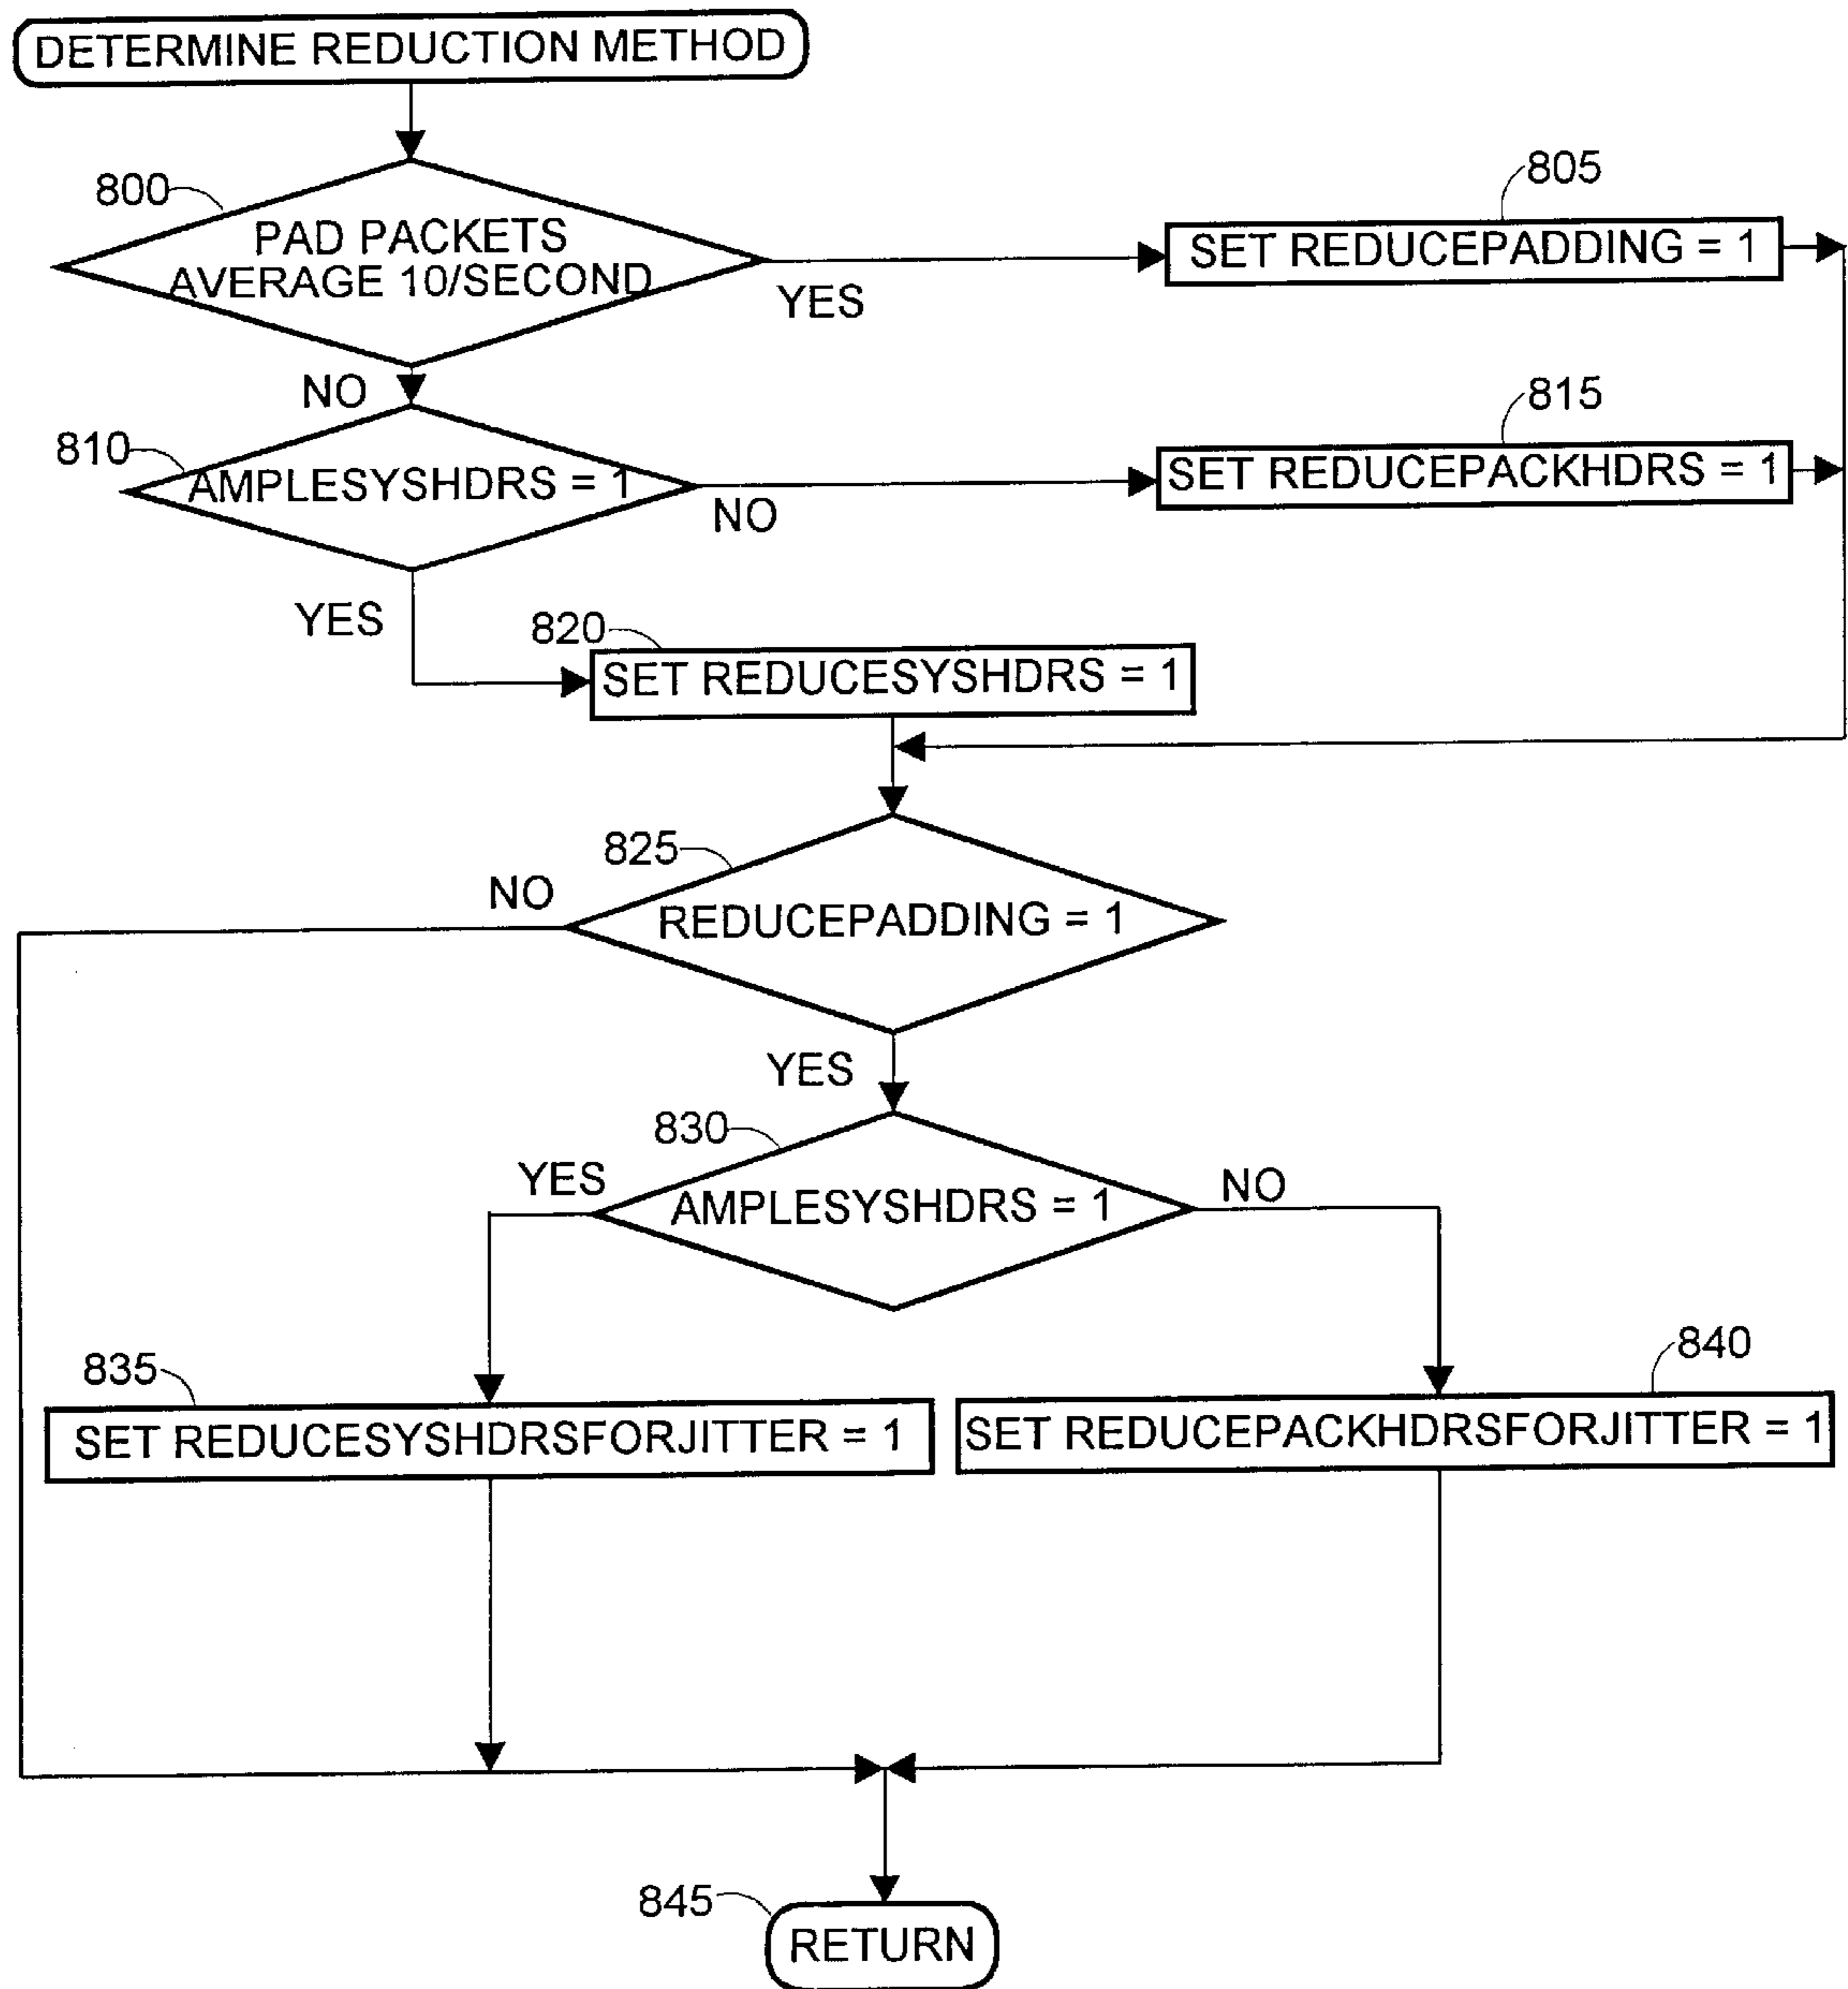 DETERMINE REDUCTION METHOD
800
PAD PACKETS
AVERAGE 10/SECOND
YES
805
SET REDUCEPADDING = 1
NO
810
AMPLESYSHDRS = 1
NO
815
SET REDUCEPACKHDRS = 1
YES
820
SET REDUCESYSHDRS = 1
825
NO
REDUCEPADDING = 1
YES
830
YES
AMPLESYSHDRS = 1
NO
835
SET REDUCESYSHDRSFORJITTER = 1
840
SET REDUCEPACKHDRSFORJITTER = 1
845
RETURN